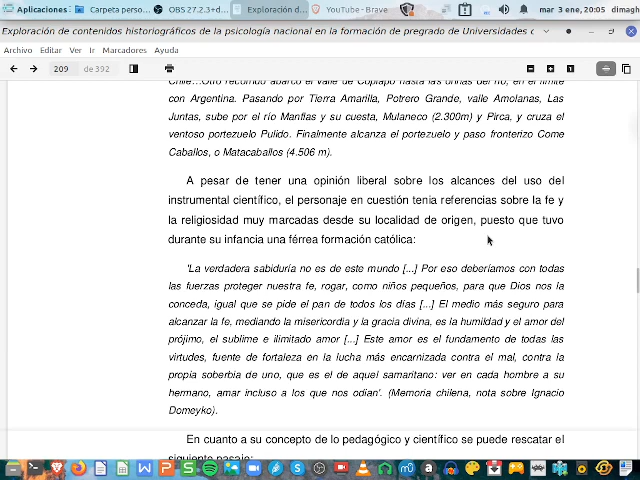 Aplicaciones
Carpeta perso...
OBS 27.2.3+d...
Exploración d...
YouTube - Brave
mar 3 ene, 20:05
dimagh
Exploración de contenidos historiográficos de la psicología nacional en la formación de pregrado de Universidades
Archivo Editar Ver Ir Marcadores Ayuda
209 de 392
con Argentina. Pasando por Tierra Amarilla, Potrero Grande, valle Amolanas, Las
Juntas, sube por el río Manflas y su cuesta, Mulaneco (2.300m) y Pirca, y cruza el
ventoso portezuelo Pulido. Finalmente alcanza el portezuelo y paso fronterizo Come
Caballos, o Matacaballos (4.506 m).
A pesar de tener una opinión liberal sobre los alcances del uso del
instrumental científico, el personaje en cuestión tenia referencias sobre la fe y
la religiosidad muy marcadas desde su localidad de origen, puesto que tuvo
durante su infancia una férrea formación católica:
'La verdadera sabiduría no es de este mundo [...] Por eso deberíamos con todas
las fuerzas proteger nuestra fe, rogar, como niños pequeños, para que Dios nos la
conceda, igual que se pide el pan de todos los días [...] El medio más seguro para
alcanzar la fe, mediando la misericordia y la gracia divina, es la humildad y el amor del
prójimo, el sublime e ilimitado amor [...] Este amor es el fundamento de todas las
virtudes, fuente de fortaleza en la lucha más encarnizada contra el mal, contra la
propia soberbia de uno, que es el de aquel samaritano: ver en cada hombre a su
hermano, amar incluso a los que nos odian'. (Memoria chilena, nota sobre Ignacio
Domeyko).
En cuanto a su concepto de lo pedagógico y científico se puede rescatar el
siguiente pasaje: